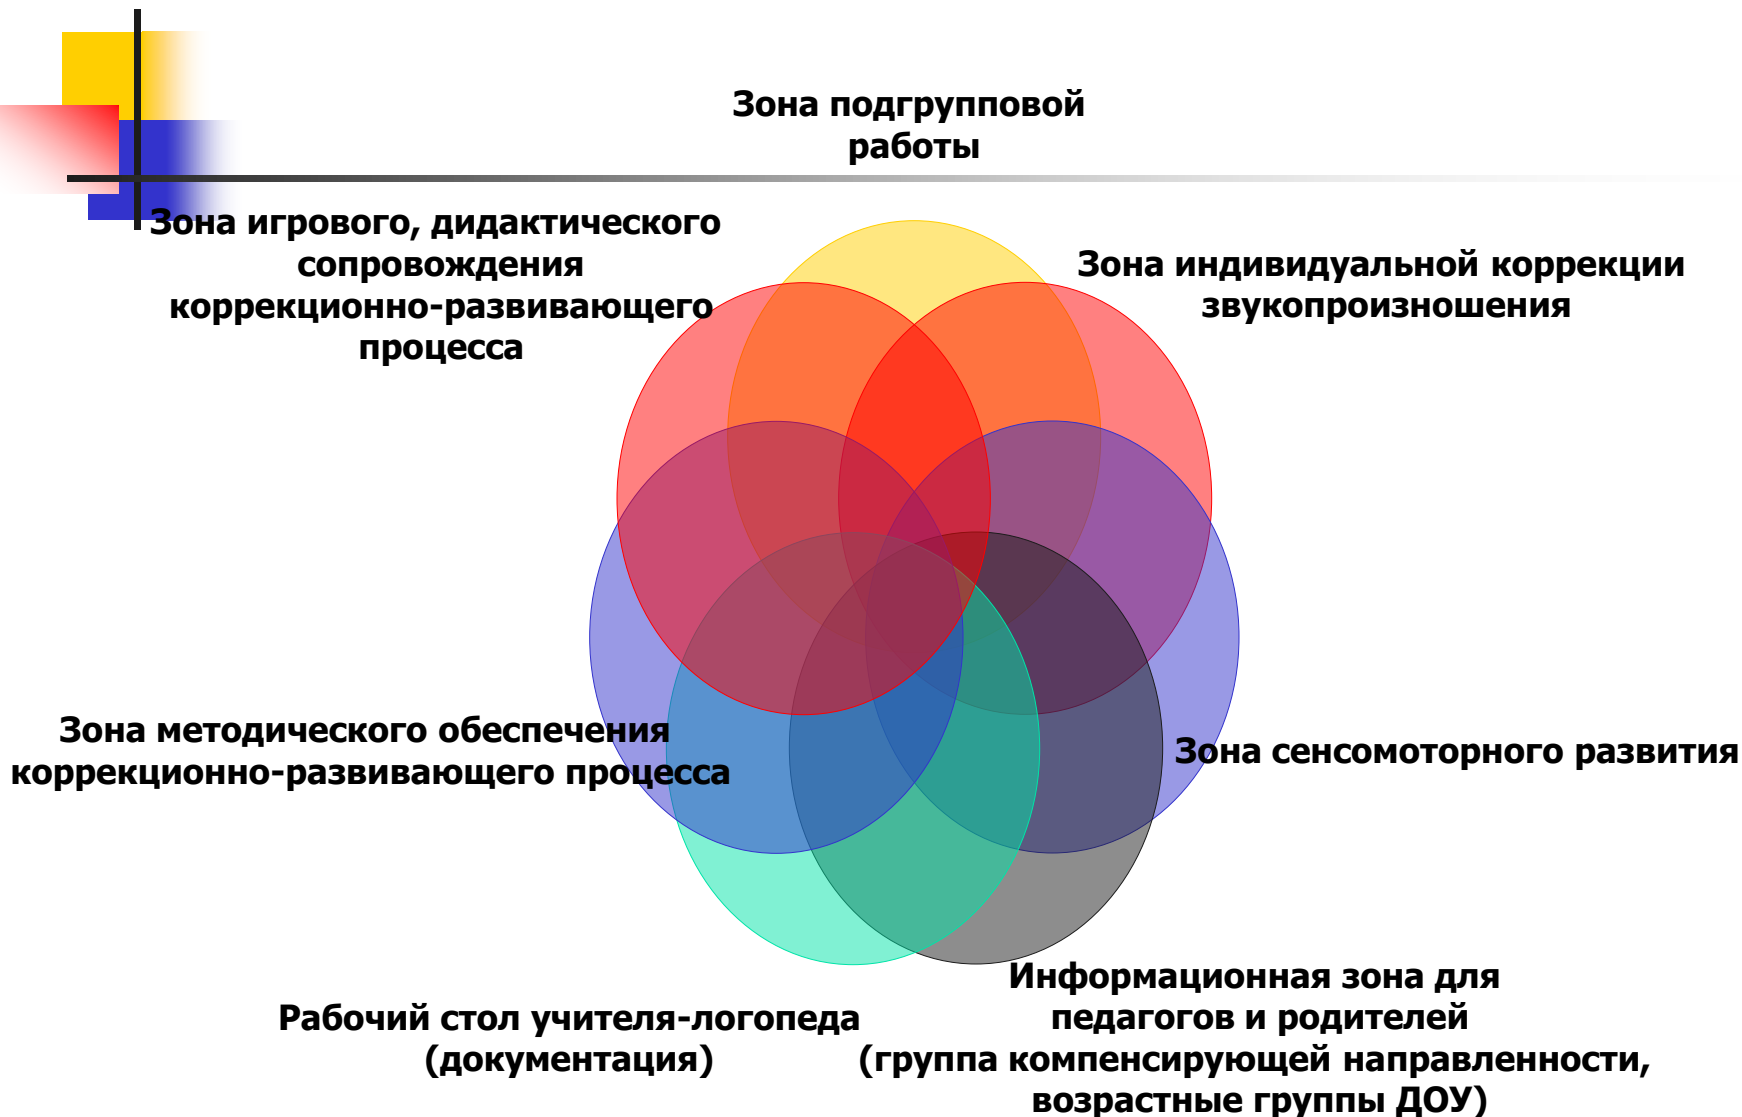 Зона подгрупповой
работы
Зона игрового, дидактического
сопровождения
коррекционно-развивающего
процесса
Зона индивидуальной коррекции
звукопроизношения
Зона методического обеспечения
коррекционно-развивающего процесса
Зона сенсомоторного развития
Рабочий стол учителя-логопеда
(документация)
Информационная зона для
педагогов и родителей
(группа компенсирующей направленности,
возрастные группы ДОУ)